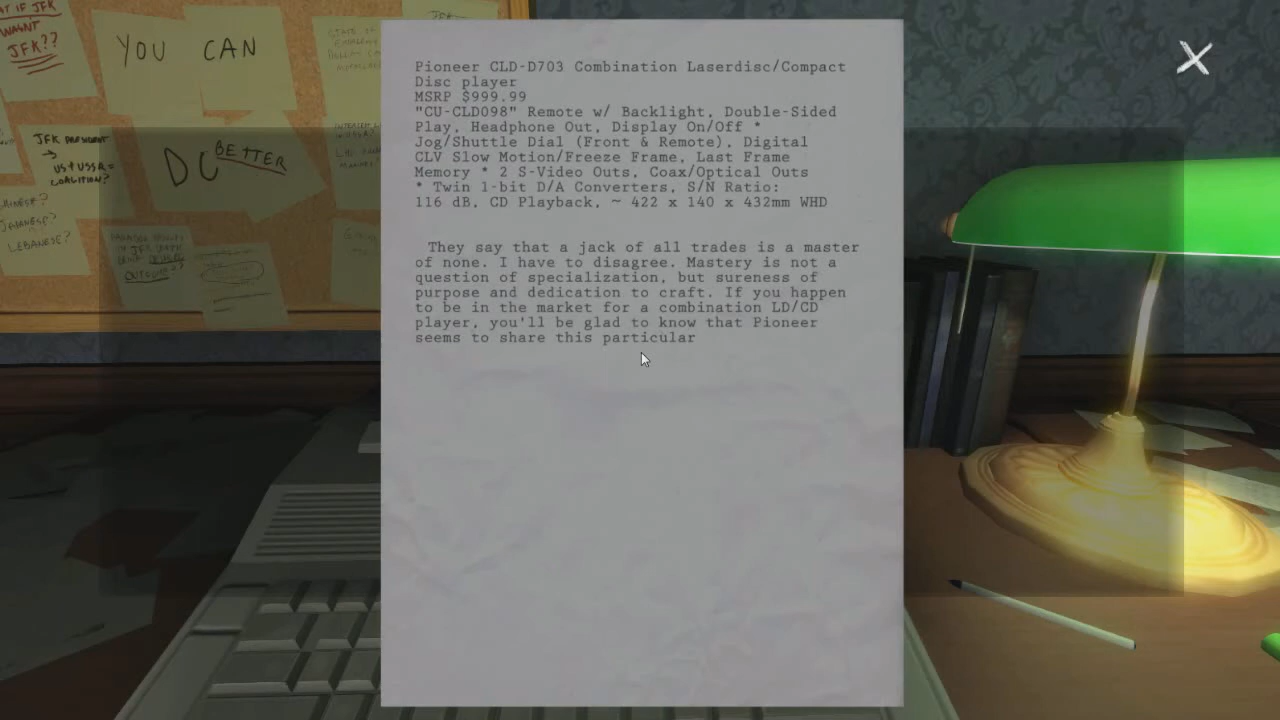 WASNT
JFK??
YOU CAN
JFK PRESIDENT
→
US + USSR =
COALITION?
JAPANESE?
LEBANESE?
DC BETTER
OUTCOME??
Pioneer CLD-D703 Combination Laserdisc/Compact
Disc player
MSRP $999.99
"CU-CLD098" Remote w/ Backlight, Double-Sided
Play, Headphone Out, Display On/Off *
Jog/Shuttle Dial (Front & Remote), Digital
CLV Slow Motion/Freeze Frame, Last Frame
Memory * 2 S-Video Outs, Coax/Optical Outs
* Twin 1-bit D/A Converters, S/N Ratio:
116 dB, CD Playback, ~ 422 x 140 x 432mm WHD
They say that a jack of all trades is a master
of none. I have to disagree. Mastery is not a
question of specialization, but sureness of
purpose and dedication to craft. If you happen
to be in the market for a combination LD/CD
player, you'll be glad to know that Pioneer
seems to share this particular